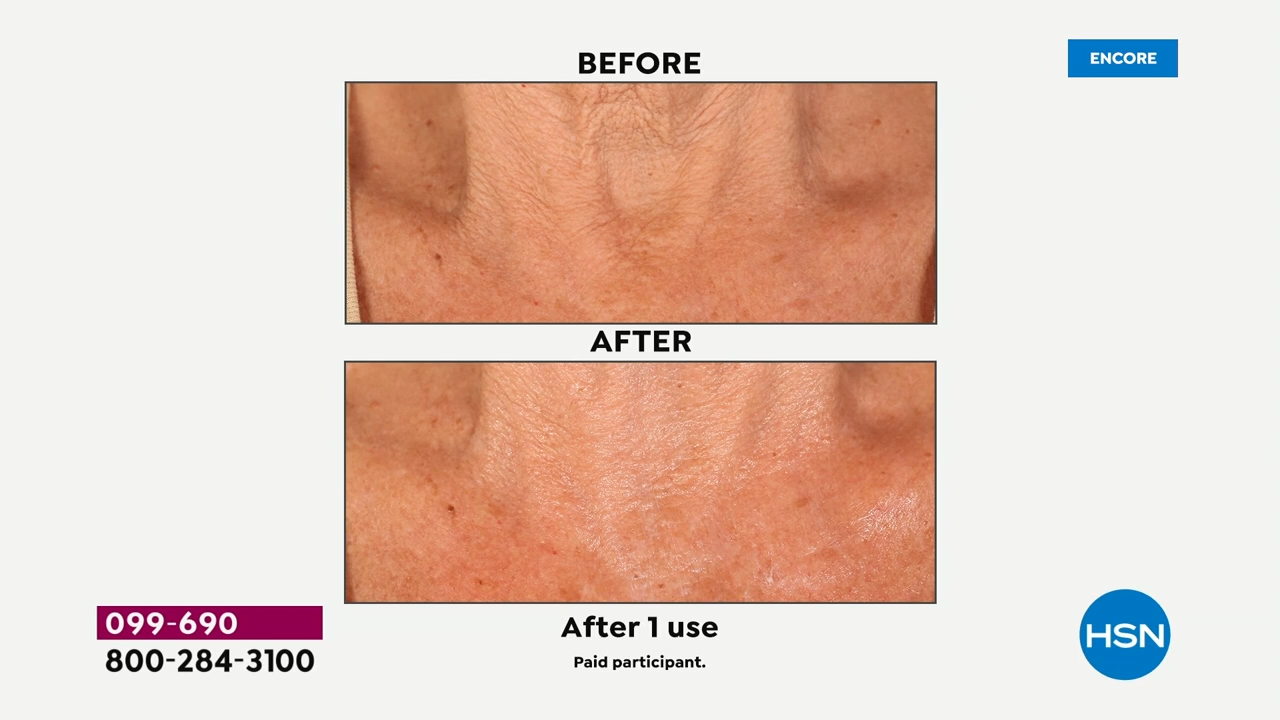 BEFORE
ENCORE
AFTER
099-690
800-284-3100
After 1 use
Paid participant.
HSN